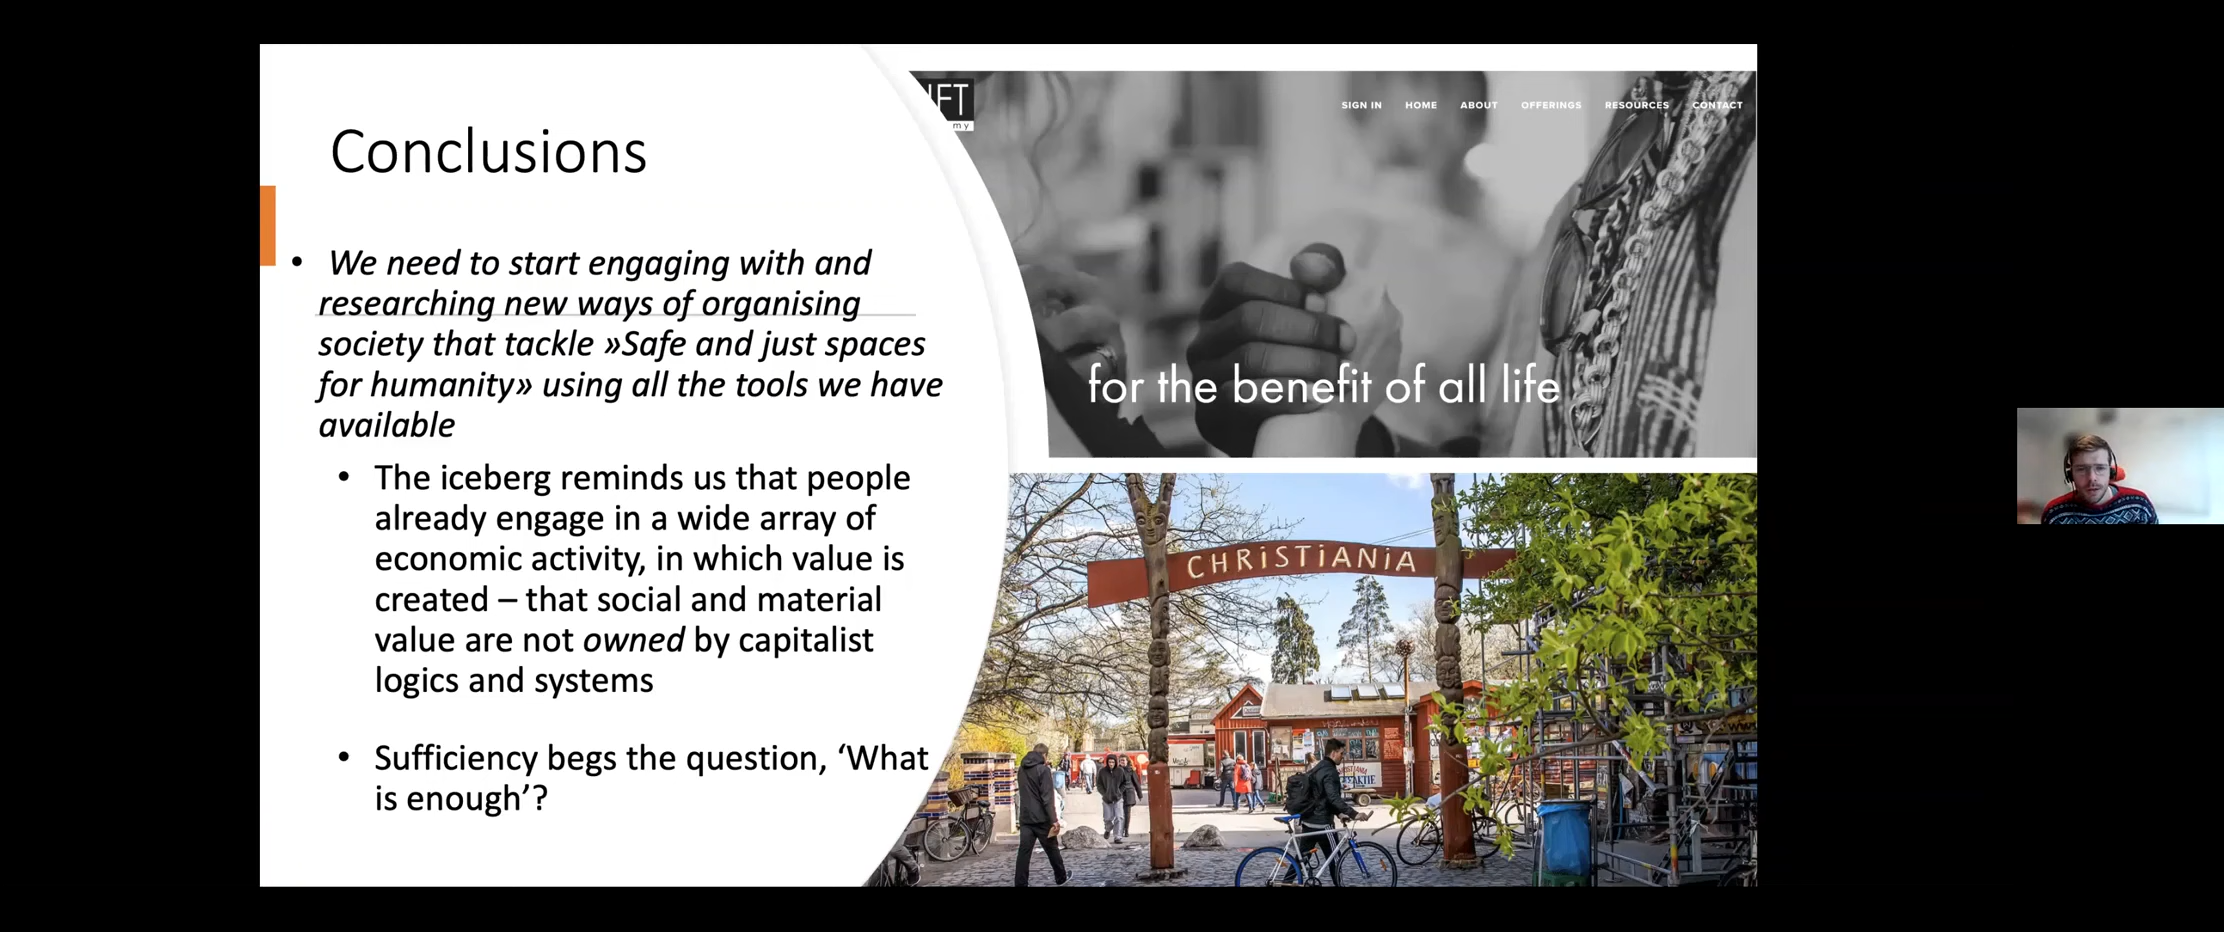 Conclusions
• We need to start engaging with and
researching new ways of organising
society that tackle »Safe and just spaces
for humanity» using all the tools we have
available
• The iceberg reminds us that people
already engage in a wide array of
economic activity, in which value is
created – that social and material
value are not owned by capitalist
logics and systems
• Sufficiency begs the question, ‘What
is enough’?
SIGN IN HOME ABOUT OFFERINGS RESOURCES CONTACT
for the benefit of all life
CHRiSTiANiA